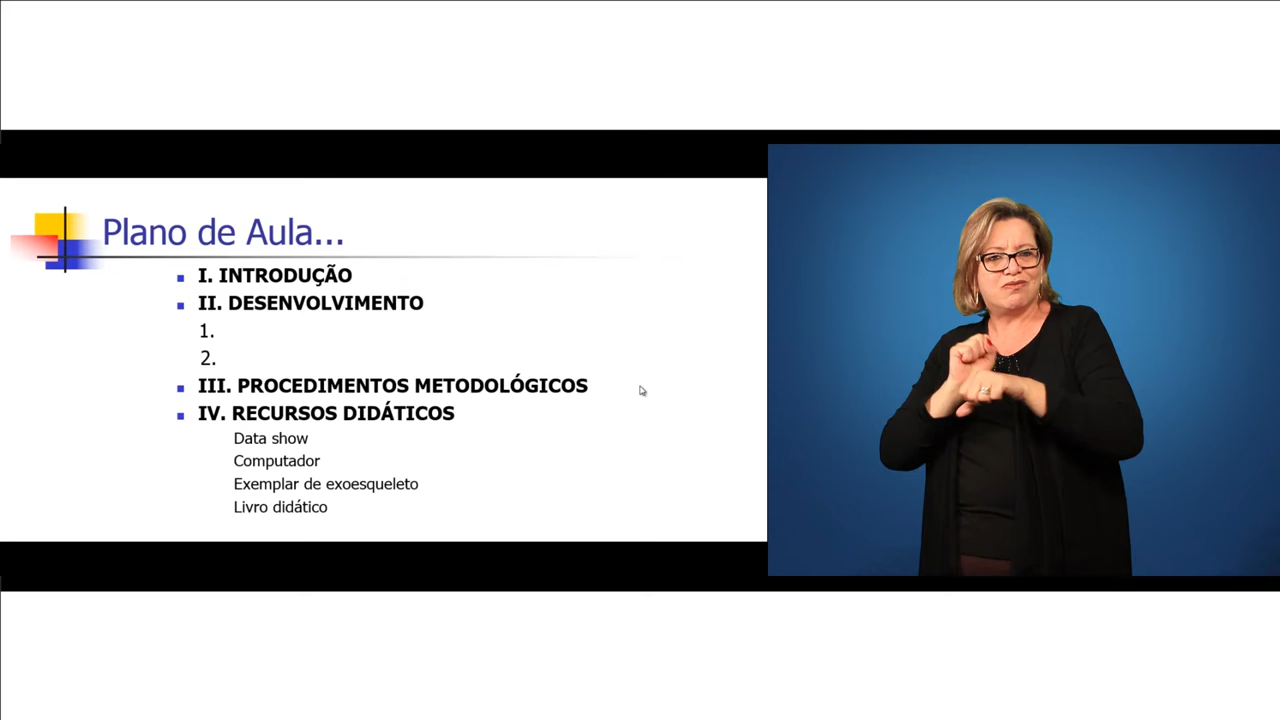 Plano de Aula...
I. INTRODUÇÃO
II. DESENVOLVIMENTO
1.
2.
III. PROCEDIMENTOS METODOLÓGICOS
IV. RECURSOS DIDÁTICOS
Data show
Computador
Exemplar de exoesqueleto
Livro didático